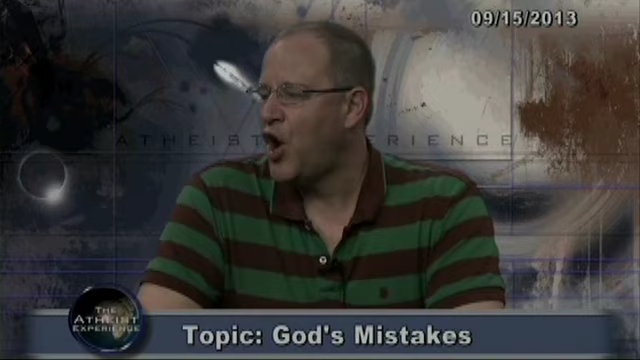 09/15/2013
ATHEIST EXPERIENCE
THE
ATHEIST
EXPERIENCE
Topic: God's Mistakes